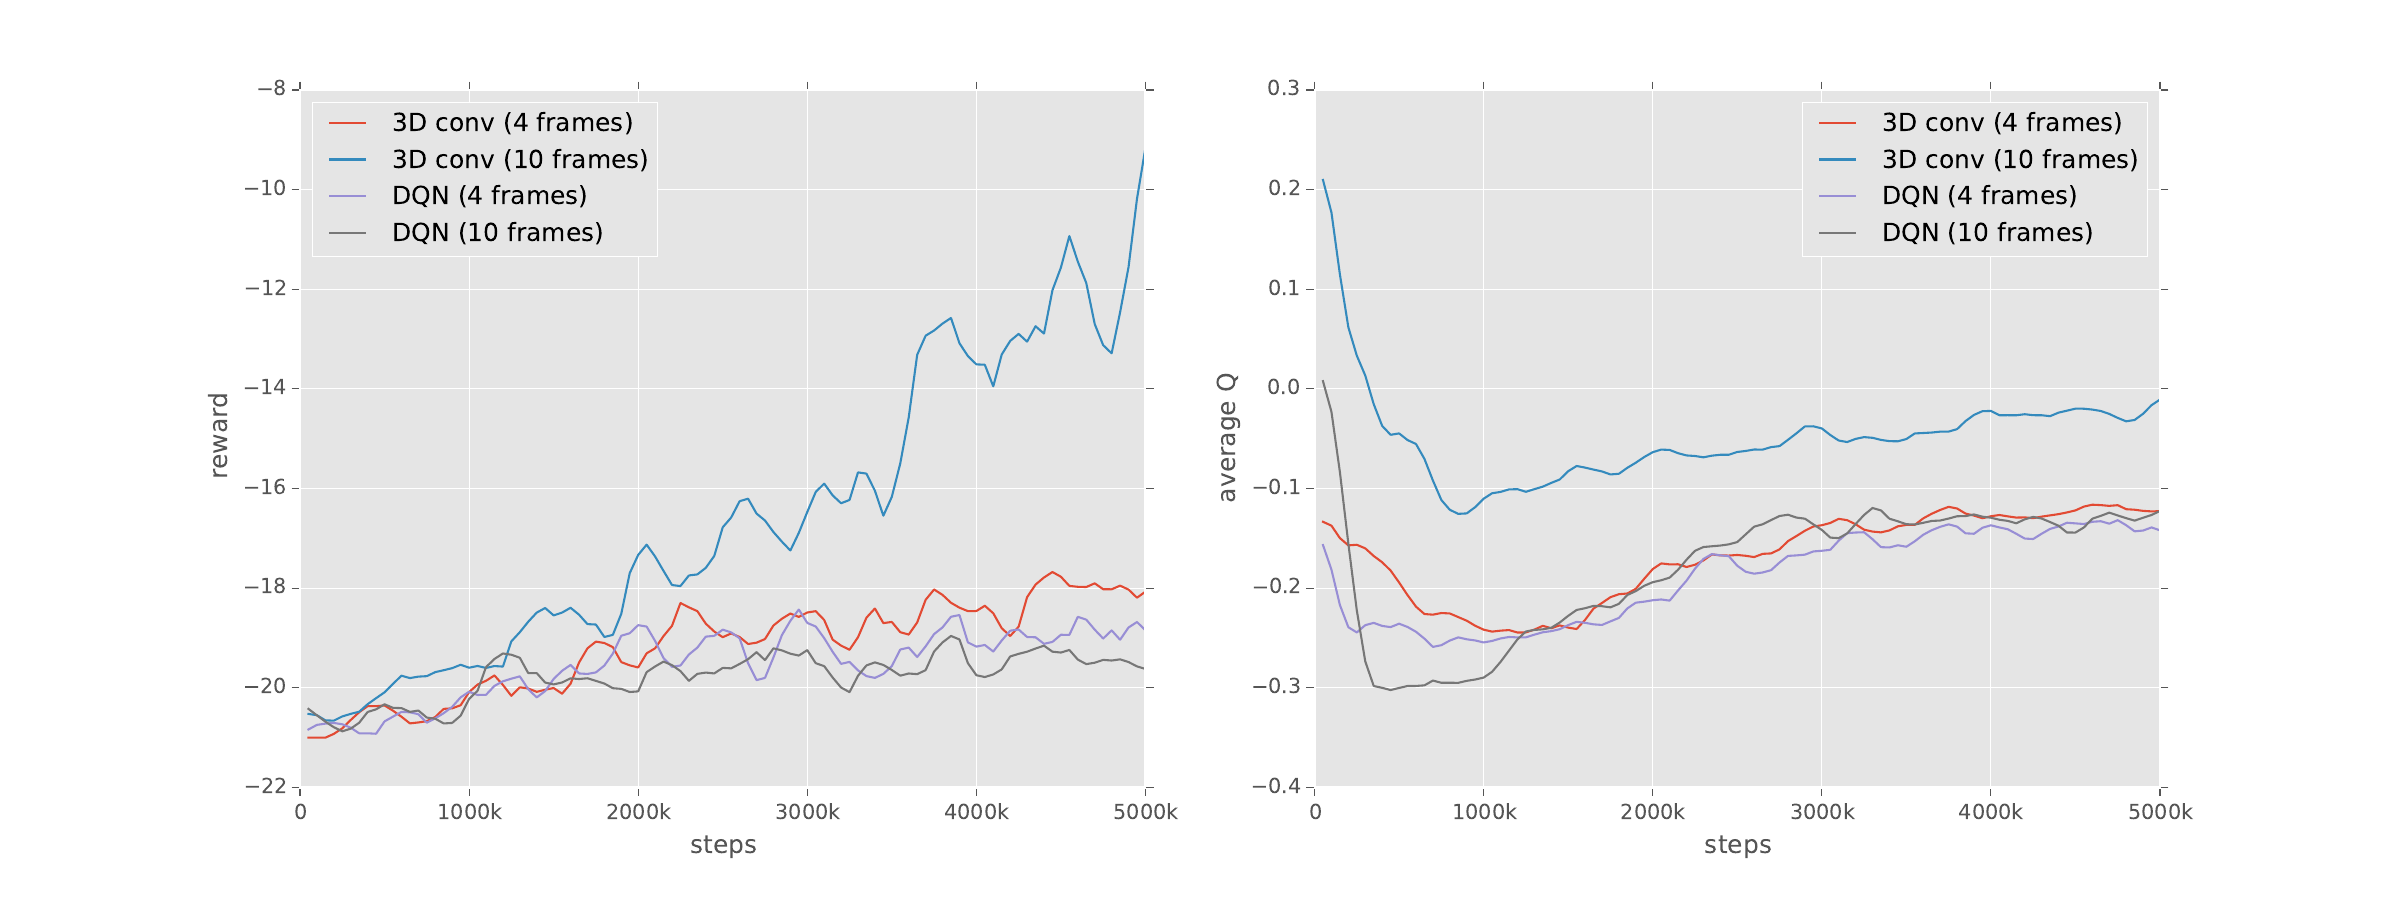 −8
−10
−12
−14
−16
−18
−20
−22
reward
3D conv (4 frames)
3D conv (10 frames)
DQN (4 frames)
DQN (10 frames)
0 1000k 2000k 3000k 4000k 5000k
steps
0.3
0.2
0.1
0.0
−0.1
−0.2
−0.3
−0.4
average Q
3D conv (4 frames)
3D conv (10 frames)
DQN (4 frames)
DQN (10 frames)
0 1000k 2000k 3000k 4000k 5000k
steps